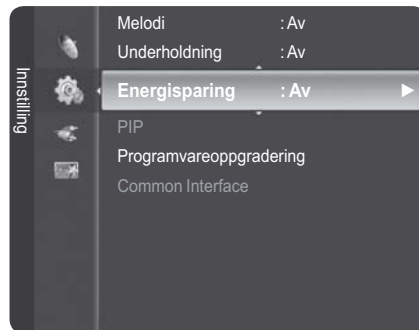 Innstilling
Melodi : Av
Underholdning : Av
Energisparing : Av
PIP
Programvareoppgradering
Common Interface